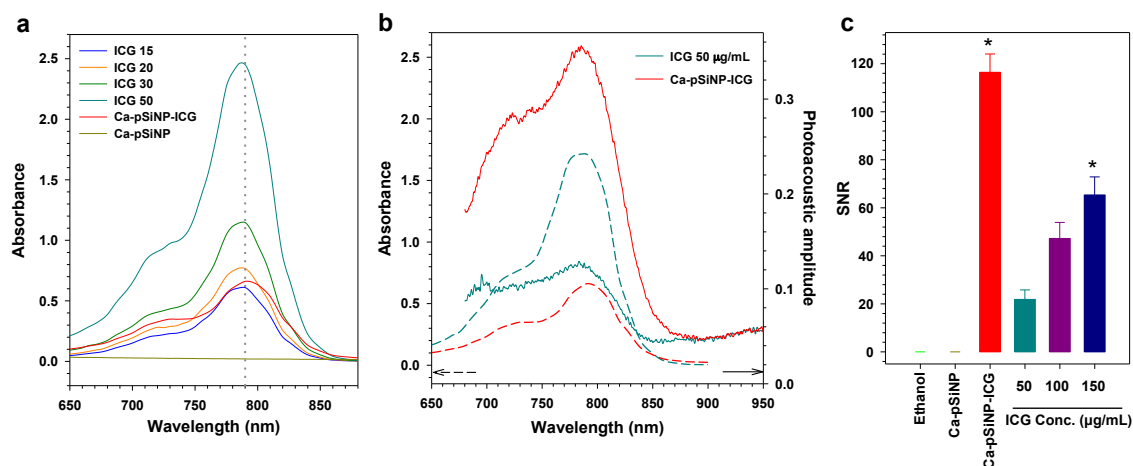 a
2.5
2.0
1.5
1.0
0.5
0.0
Absorbance
650
700
750
800
850
Wavelength (nm)
ICG 15
ICG 20
ICG 30
ICG 50
Ca-pSiNP-ICG
Ca-pSiNP
b
2.5
2.0
1.5
1.0
0.5
0.0
Absorbance
650
700
750
800
850
900
950
Wavelength (nm)
ICG 50 µg/mL
Ca-pSiNP-ICG
0.3
0.2
0.1
0.0
Photoacoustic amplitude
c
120
100
80
60
40
20
0
SNR
*
*
Ethanol
Ca-pSiNP
Ca-pSiNP-ICG
50
100
150
ICG Conc. (µg/mL)